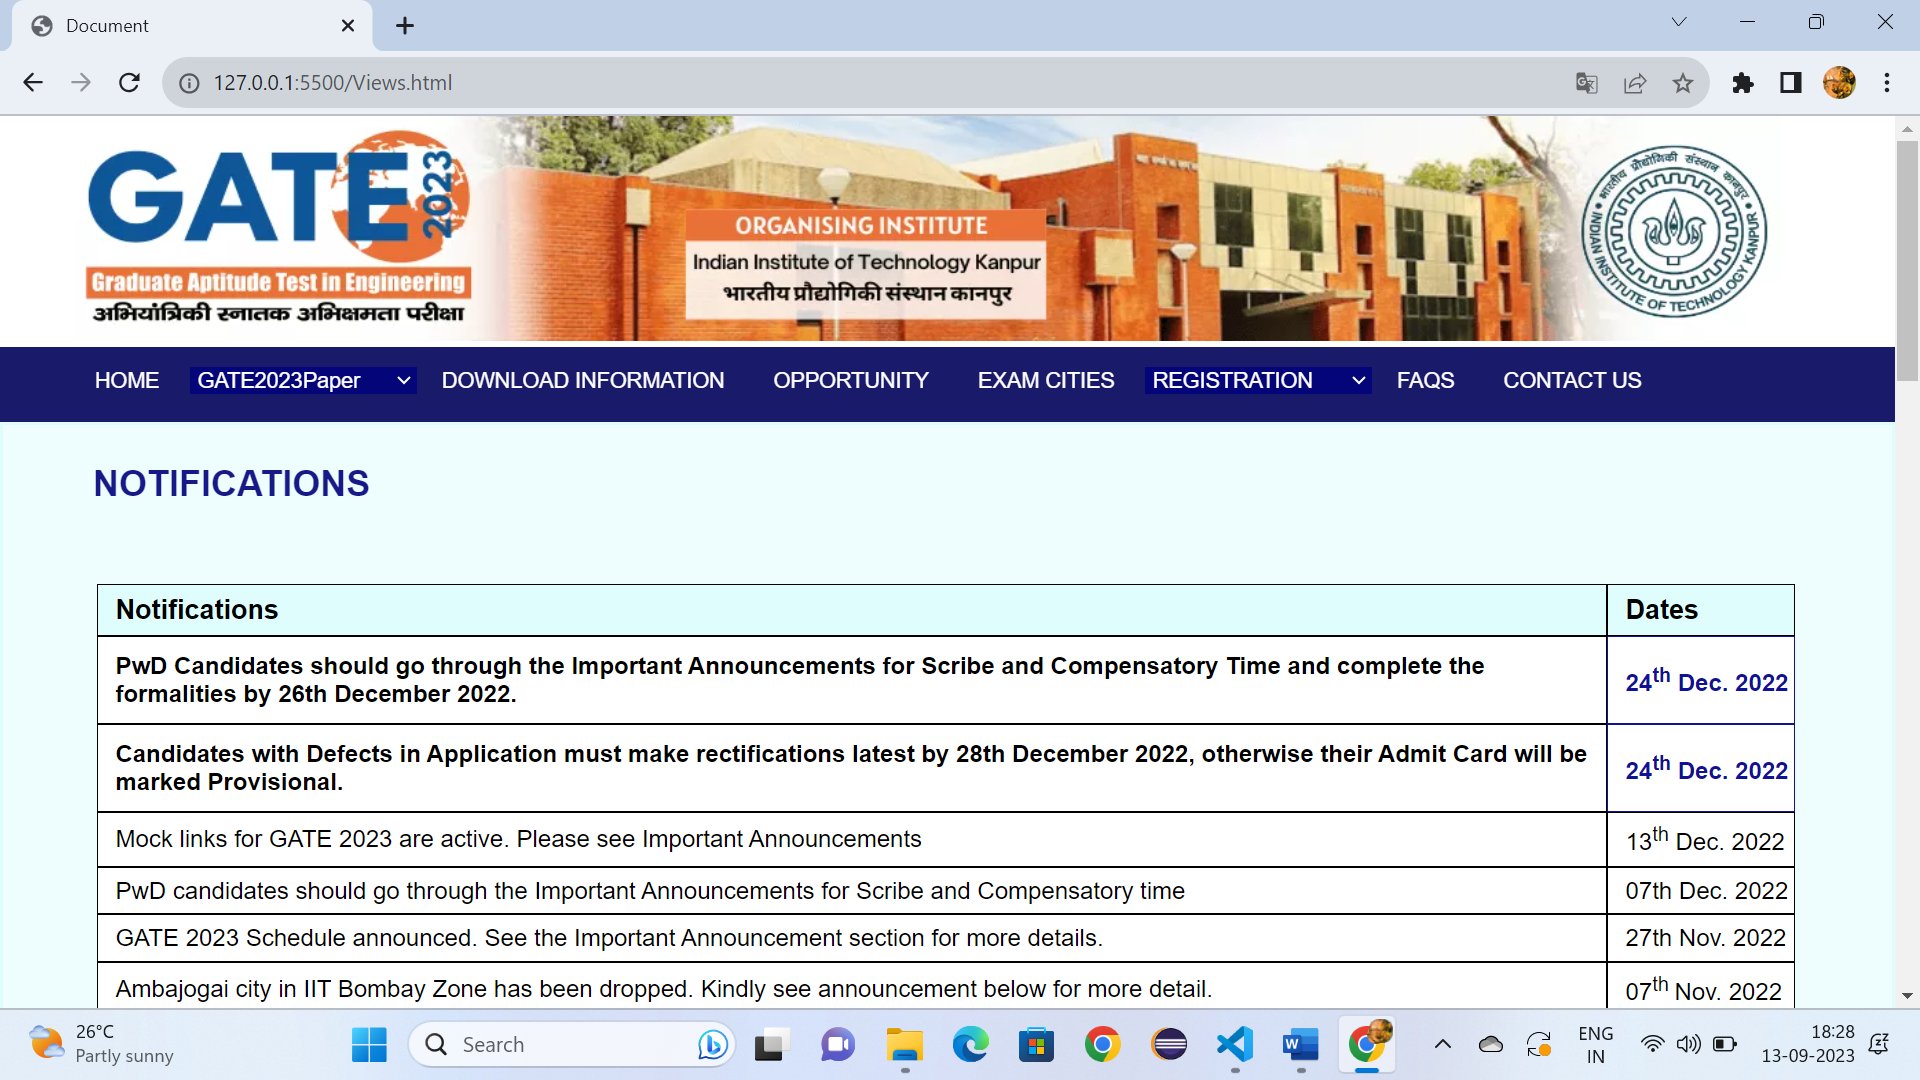 Document
127.0.0.1:5500/Views.html
GATE 2023
Graduate Aptitude Test in Engineering
अभियांत्रिकी स्नातक अभिक्षमता परीक्षा
ORGANISING INSTITUTE
Indian Institute of Technology Kanpur
भारतीय प्रौद्योगिकी संस्थान कानपुर
भारतीय प्रौद्योगिकी संस्थान कानपुर
INDIAN INSTITUTE OF TECHNOLOGY KANPUR
HOME GATE2023Paper DOWNLOAD INFORMATION OPPORTUNITY EXAM CITIES REGISTRATION FAQS CONTACT US
NOTIFICATIONS
Notifications Dates
PwD Candidates should go through the Important Announcements for Scribe and Compensatory Time and complete the
formalities by 26th December 2022.
24th Dec. 2022
Candidates with Defects in Application must make rectifications latest by 28th December 2022, otherwise their Admit Card will be
marked Provisional.
24th Dec. 2022
Mock links for GATE 2023 are active. Please see Important Announcements 13th Dec. 2022
PwD candidates should go through the Important Announcements for Scribe and Compensatory time 07th Dec. 2022
GATE 2023 Schedule announced. See the Important Announcement section for more details. 27th Nov. 2022
Ambajogai city in IIT Bombay Zone has been dropped. Kindly see announcement below for more detail. 07th Nov. 2022
26°C
Partly sunny
Search
ENG
IN
18:28
13-09-2023